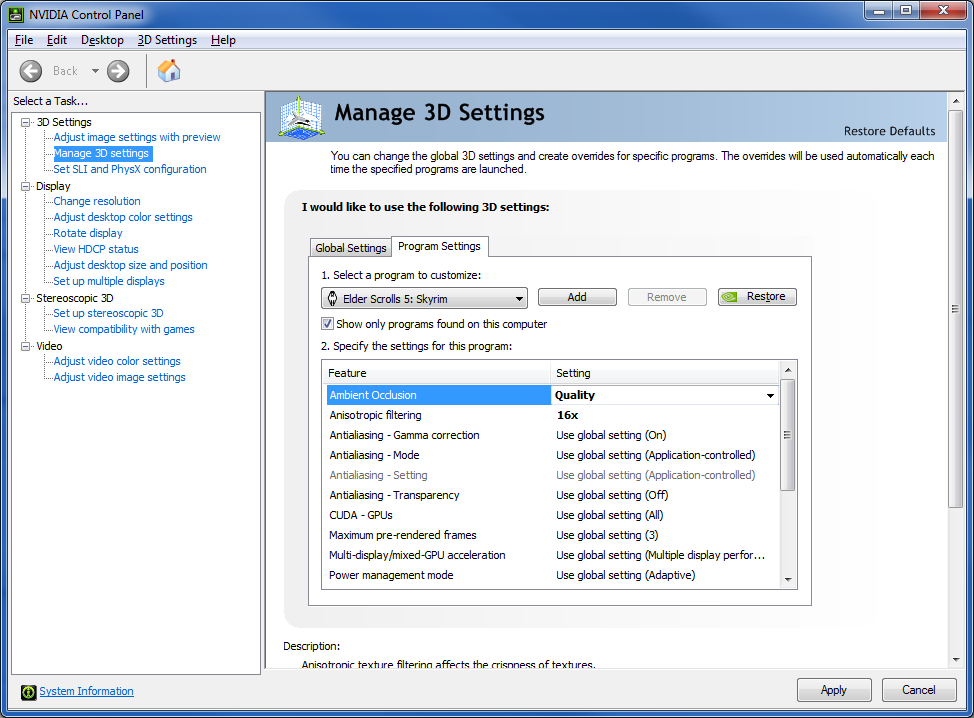 NVIDIA Control Panel
File Edit Desktop 3D Settings Help
Back
Select a Task...
3D Settings
Adjust image settings with preview
Manage 3D settings
Set SLI and PhysX configuration
Display
Change resolution
Adjust desktop color settings
Rotate display
View HDCP status
Adjust desktop size and position
Set up multiple displays
Stereoscopic 3D
Set up stereoscopic 3D
View compatibility with games
Video
Adjust video color settings
Adjust video image settings
System Information
Manage 3D Settings
Restore Defaults
You can change the global 3D settings and create overrides for specific programs. The overrides will be used automatically each
time the specified programs are launched.
I would like to use the following 3D settings:
Global Settings Program Settings
1. Select a program to customize:
Elder Scrolls 5: Skyrim Add Remove Restore
Show only programs found on this computer
2. Specify the settings for this program:
Feature Setting
Ambient Occlusion Quality
Anisotropic filtering 16x
Antialiasing - Gamma correction Use global setting (On)
Antialiasing - Mode Use global setting (Application-controlled)
Antialiasing - Setting Use global setting (Application-controlled)
Antialiasing - Transparency Use global setting (Off)
CUDA - GPUs Use global setting (All)
Maximum pre-rendered frames Use global setting (3)
Multi-display/mixed-GPU acceleration Use global setting (Multiple display perfor...
Power management mode Use global setting (Adaptive)
Description:
Anisotropic texture filtering affects the crispness of textures.
Apply Cancel